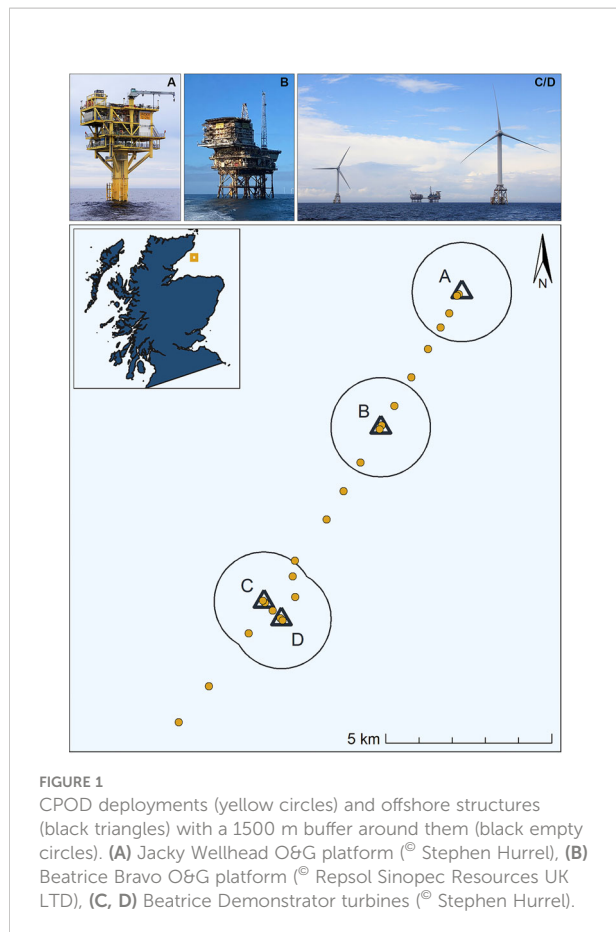 A
B
C/D
A
N
B
C
D
5 km
FIGURE 1
CPOD deployments (yellow circles) and offshore structures
(black triangles) with a 1500 m buffer around them (black empty
circles). (A) Jacky Wellhead O&G platform (© Stephen Hurrel), (B)
Beatrice Bravo O&G platform (© Repsol Sinopec Resources UK
LTD), (C, D) Beatrice Demonstrator turbines (© Stephen Hurrel).